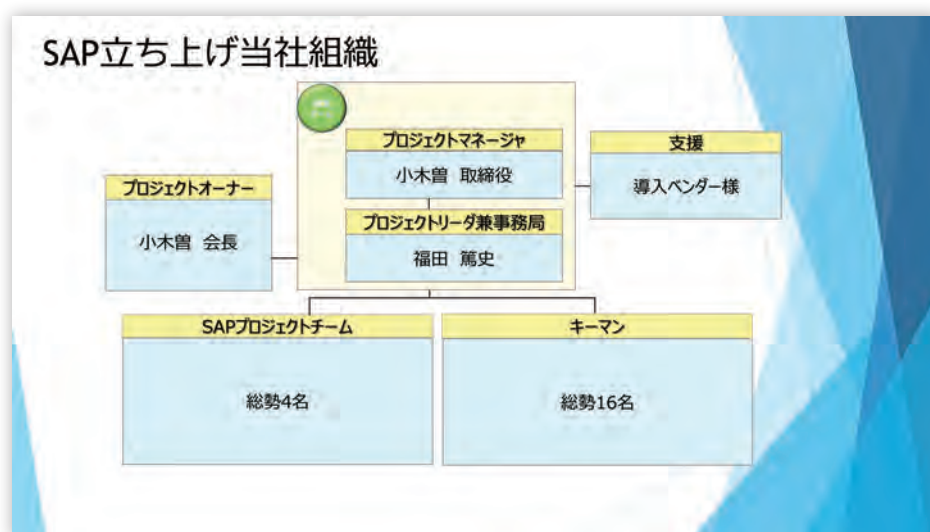 SAP立ち上げ当社組織
プロジェクトマネージャ
小木曽 取締役
支援
導入ベンダー様
プロジェクトオーナー
小木曽 会長
プロジェクトリーダ兼事務局
福田 篤史
SAPプロジェクトチーム
総勢4名
キーマン
総勢16名